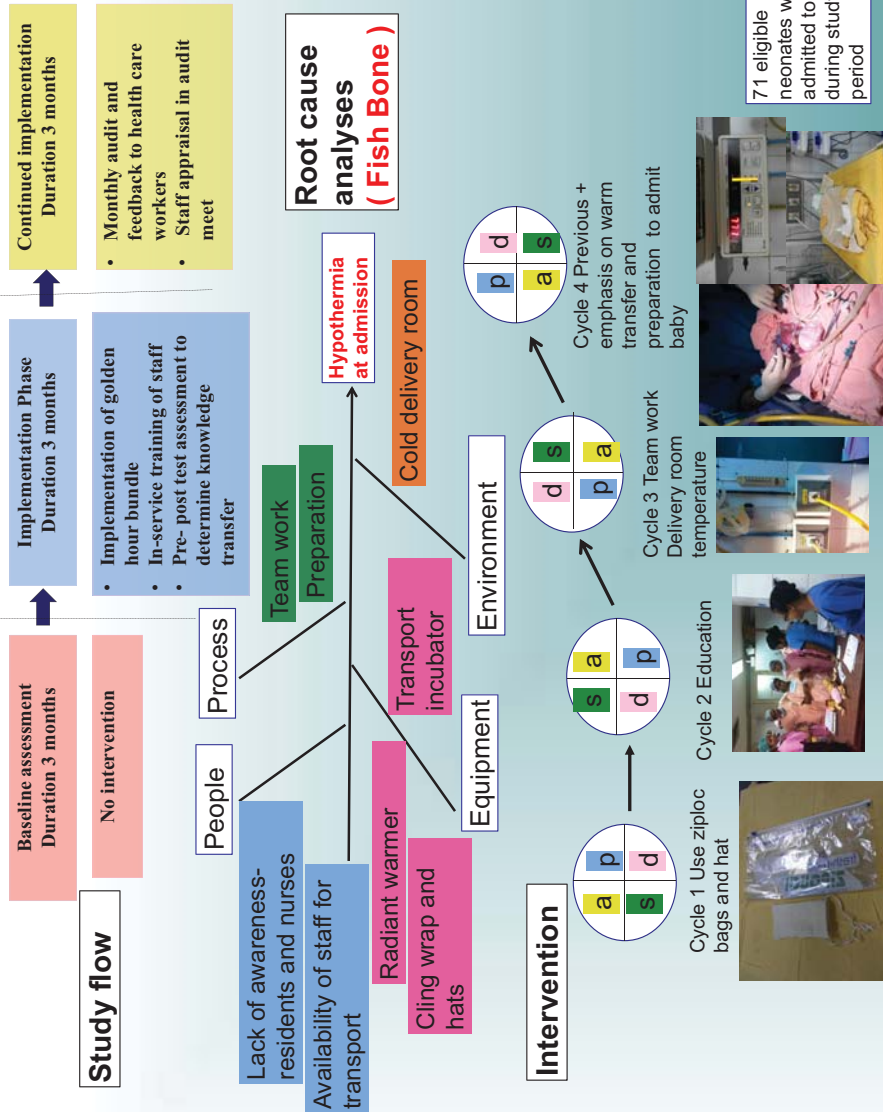 Study flow
Baseline assessment
Duration 3 months
Implementation Phase
Duration 3 months
Continued implementation
Duration 3 months
No intervention
• Implementation of golden
hour bundle
• In-service training of staff
• Pre- post test assessment to
determine knowledge
transfer
• Monthly audit and
feedback to health care
workers
• Staff appraisal in audit
meet
Root cause
analyses
( Fish Bone )
People
Process
Lack of awareness-
residents and nurses
Availability of staff for
transport
Team work
Preparation
Hypothermia
at admission
Radiant warmer
Cling wrap and
hats
Transport
incubator
Cold delivery room
Equipment
Environment
Intervention
a p
s d
s a
d p
d s
p a
p d
a s
Cycle 1 Use ziploc
bags and hat
Cycle 2 Education
Cycle 3 Team work
Delivery room
temperature
Cycle 4 Previous +
emphasis on warm
transfer and
preparation to admit
baby
71 eligible
neonates w
admitted to
during stud
period